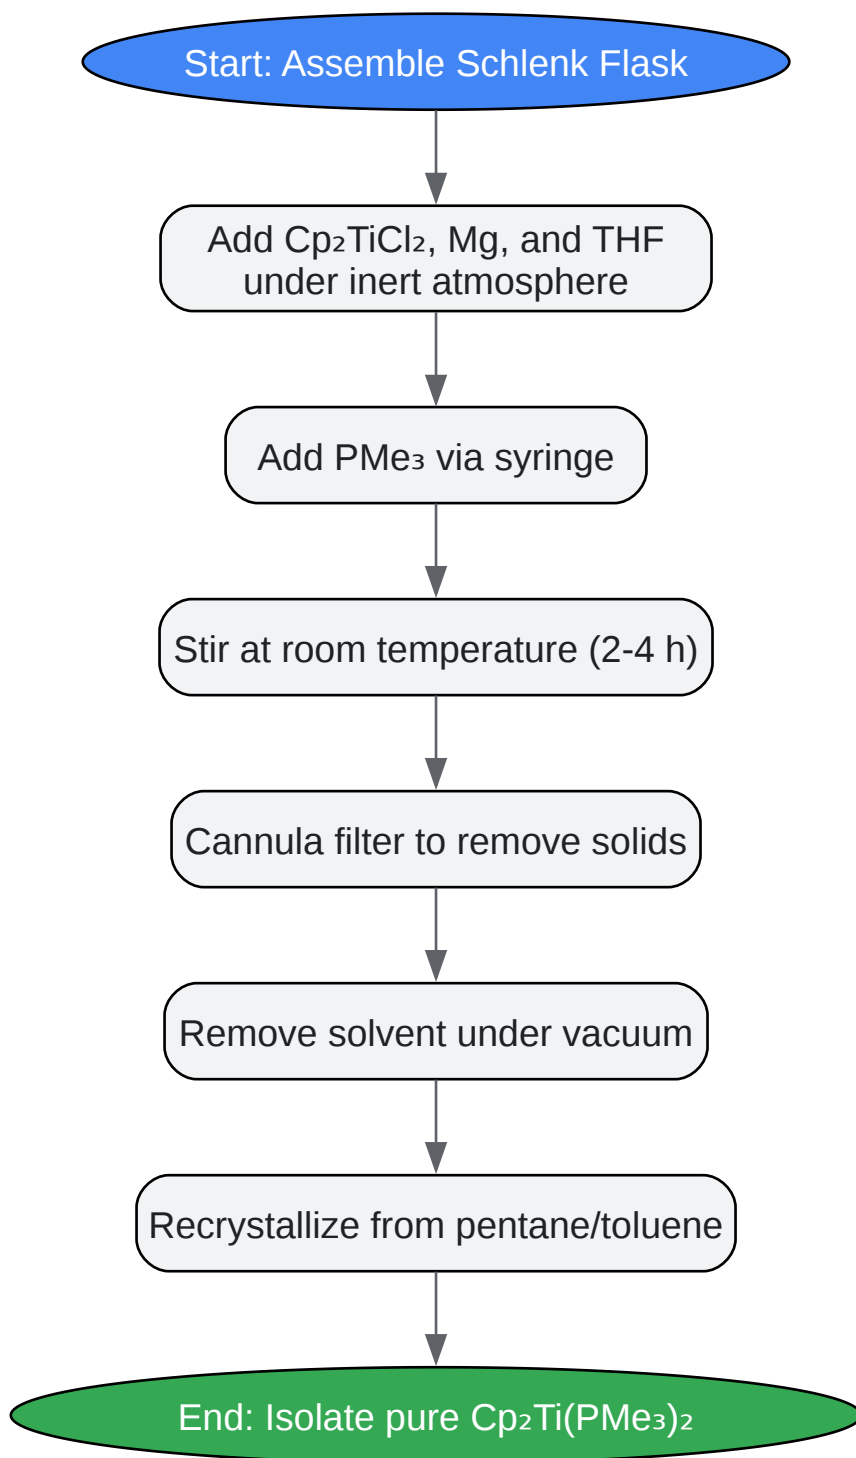 Start: Assemble Schlenk Flask
Add Cp₂TiCl₂, Mg, and THF
under inert atmosphere
Add PMe₃ via syringe
Stir at room temperature (2-4 h)
Cannula filter to remove solids
Remove solvent under vacuum
Recrystallize from pentane/toluene
End: Isolate pure Cp₂Ti(PMe₃)₂